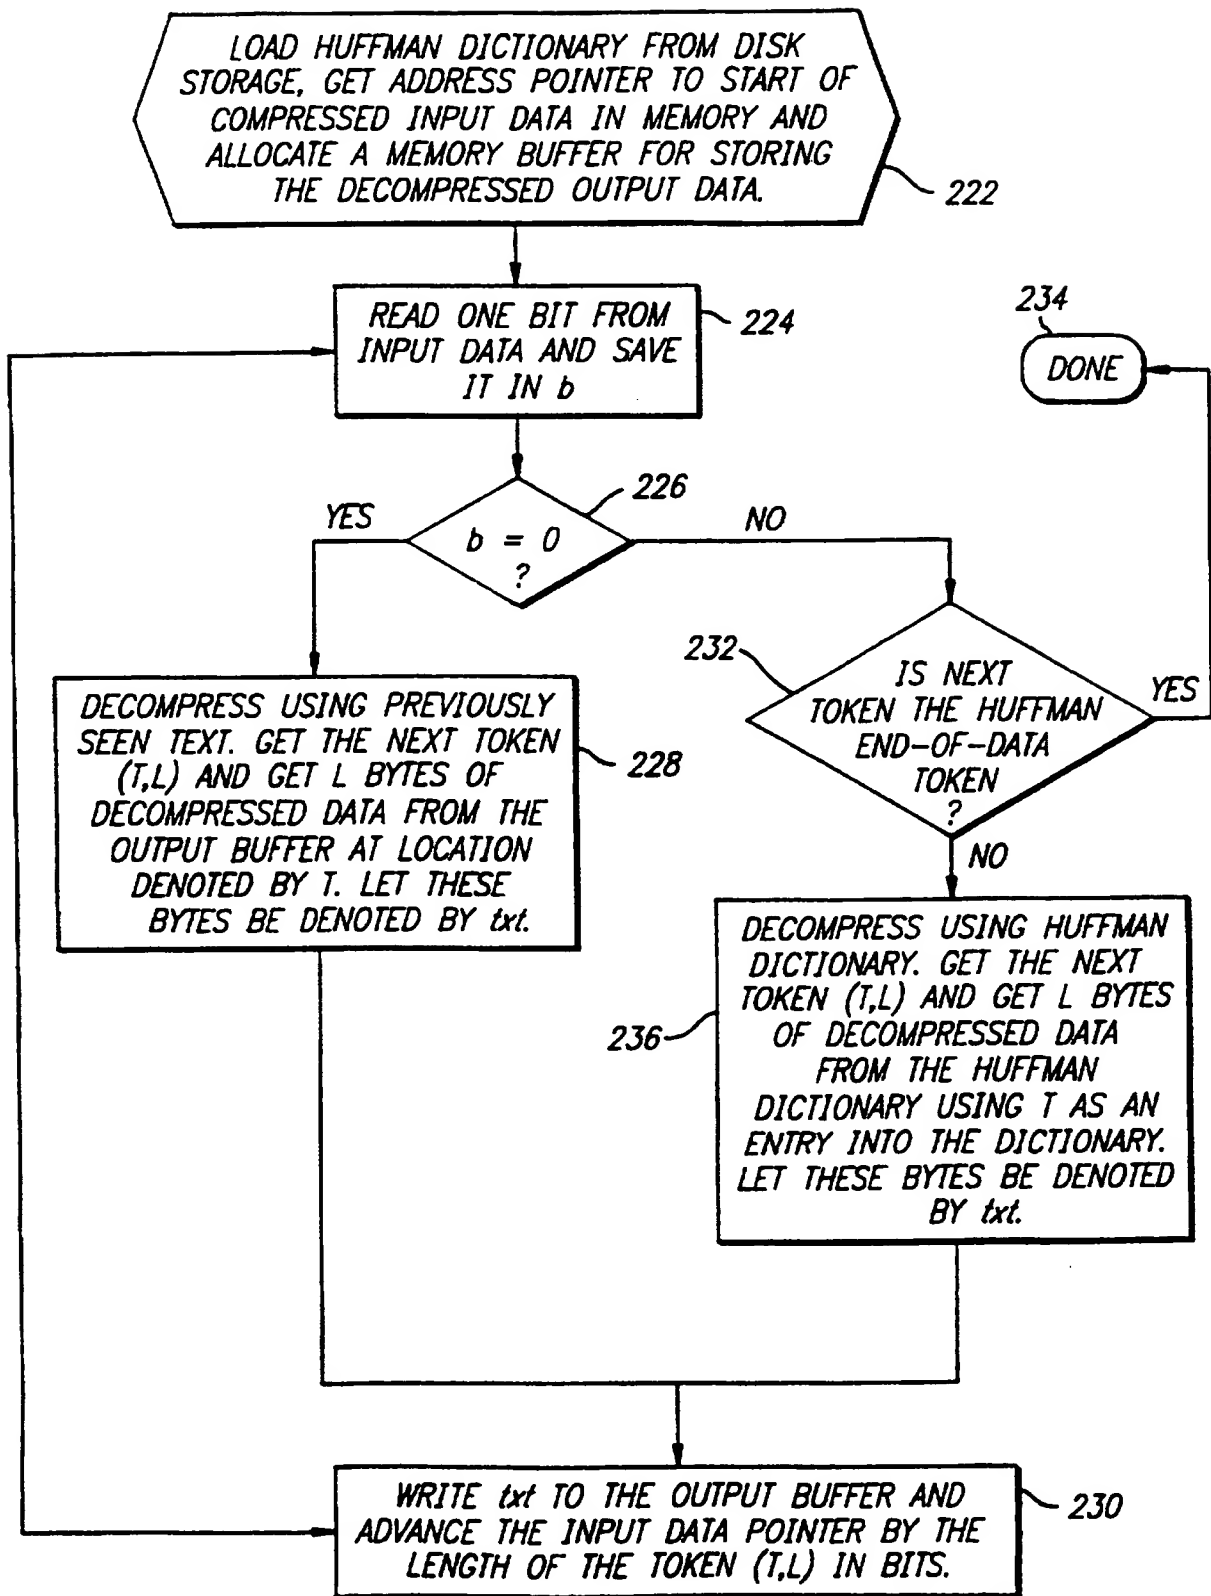 LOAD HUFFMAN DICTIONARY FROM DISK
STORAGE, GET ADDRESS POINTER TO START OF
COMPRESSED INPUT DATA IN MEMORY AND
ALLOCATE A MEMORY BUFFER FOR STORING
THE DECOMPRESSED OUTPUT DATA.
222
READ ONE BIT FROM
INPUT DATA AND SAVE
IT IN b
224
234
DONE
226
YES
b = 0
?
NO
232
IS NEXT
TOKEN THE HUFFMAN
END-OF-DATA
TOKEN
?
YES
NO
DECOMPRESS USING PREVIOUSLY
SEEN TEXT. GET THE NEXT TOKEN
(T,L) AND GET L BYTES OF
DECOMPRESSED DATA FROM THE
OUTPUT BUFFER AT LOCATION
DENOTED BY T. LET THESE
BYTES BE DENOTED BY txt.
228
DECOMPRESS USING HUFFMAN
DICTIONARY. GET THE NEXT
TOKEN (T,L) AND GET L BYTES
OF DECOMPRESSED DATA
FROM THE HUFFMAN
DICTIONARY USING T AS AN
ENTRY INTO THE DICTIONARY.
LET THESE BYTES BE DENOTED
BY txt.
236
WRITE txt TO THE OUTPUT BUFFER AND
ADVANCE THE INPUT DATA POINTER BY THE
LENGTH OF THE TOKEN (T,L) IN BITS.
230